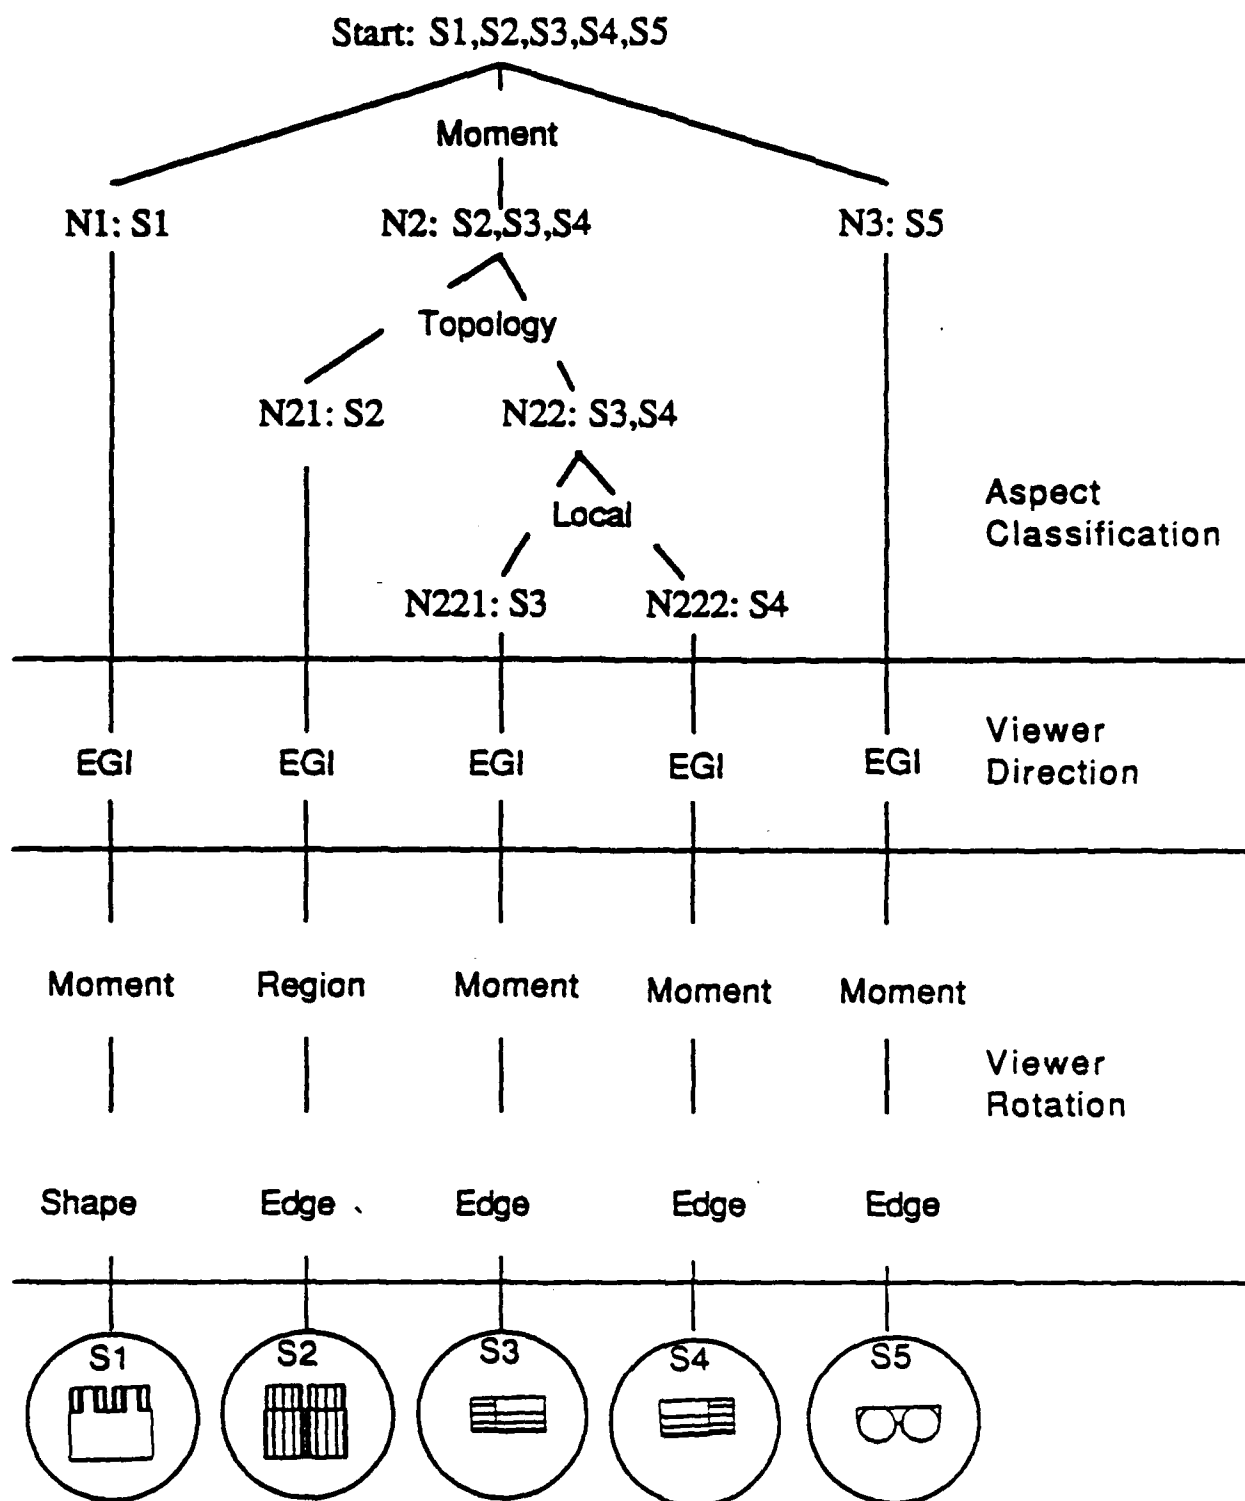 Start: S1,S2,S3,S4,S5
Moment
N1: S1 N2: S2,S3,S4 N3: S5
Topology
N21: S2 N22: S3,S4
Aspect
Classification
Local
N221: S3 N222: S4
Viewer
Direction
EGI EGI EGI EGI EGI
Moment Region Moment Moment Moment
Viewer
Rotation
Shape Edge Edge Edge Edge
S1 S2 S3 S4 S5